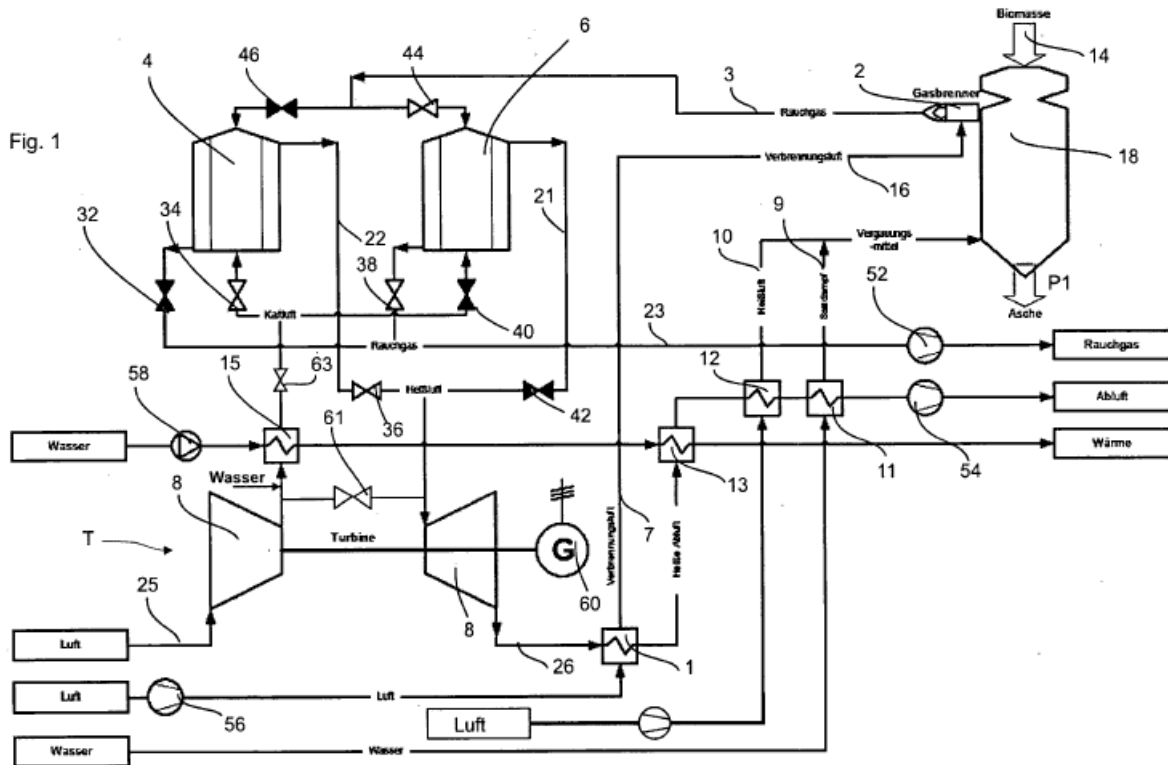 Biomasse
14
46
44
6
4
2
3
Gasbrenner
Rauchgas
Fig. 1
Verbrennungsluft
18
16
21
9
32
34
22
38
10
Vergasungs
-mittel
Heißluft
Sattdampf
P1
52
Kaltluft
40
23
Asche
Rauchgas
Rauchgas
63
12
58
15
Heißluft
Abluft
36
42
Wasser
61
11
54
Wärme
13
Wasser
8
7
T
Turbine
G
Verbrennungsluft
Heiße Abluft
25
8
60
Luft
26
1
Luft
Luft
56
Luft
Wasser
Wasser